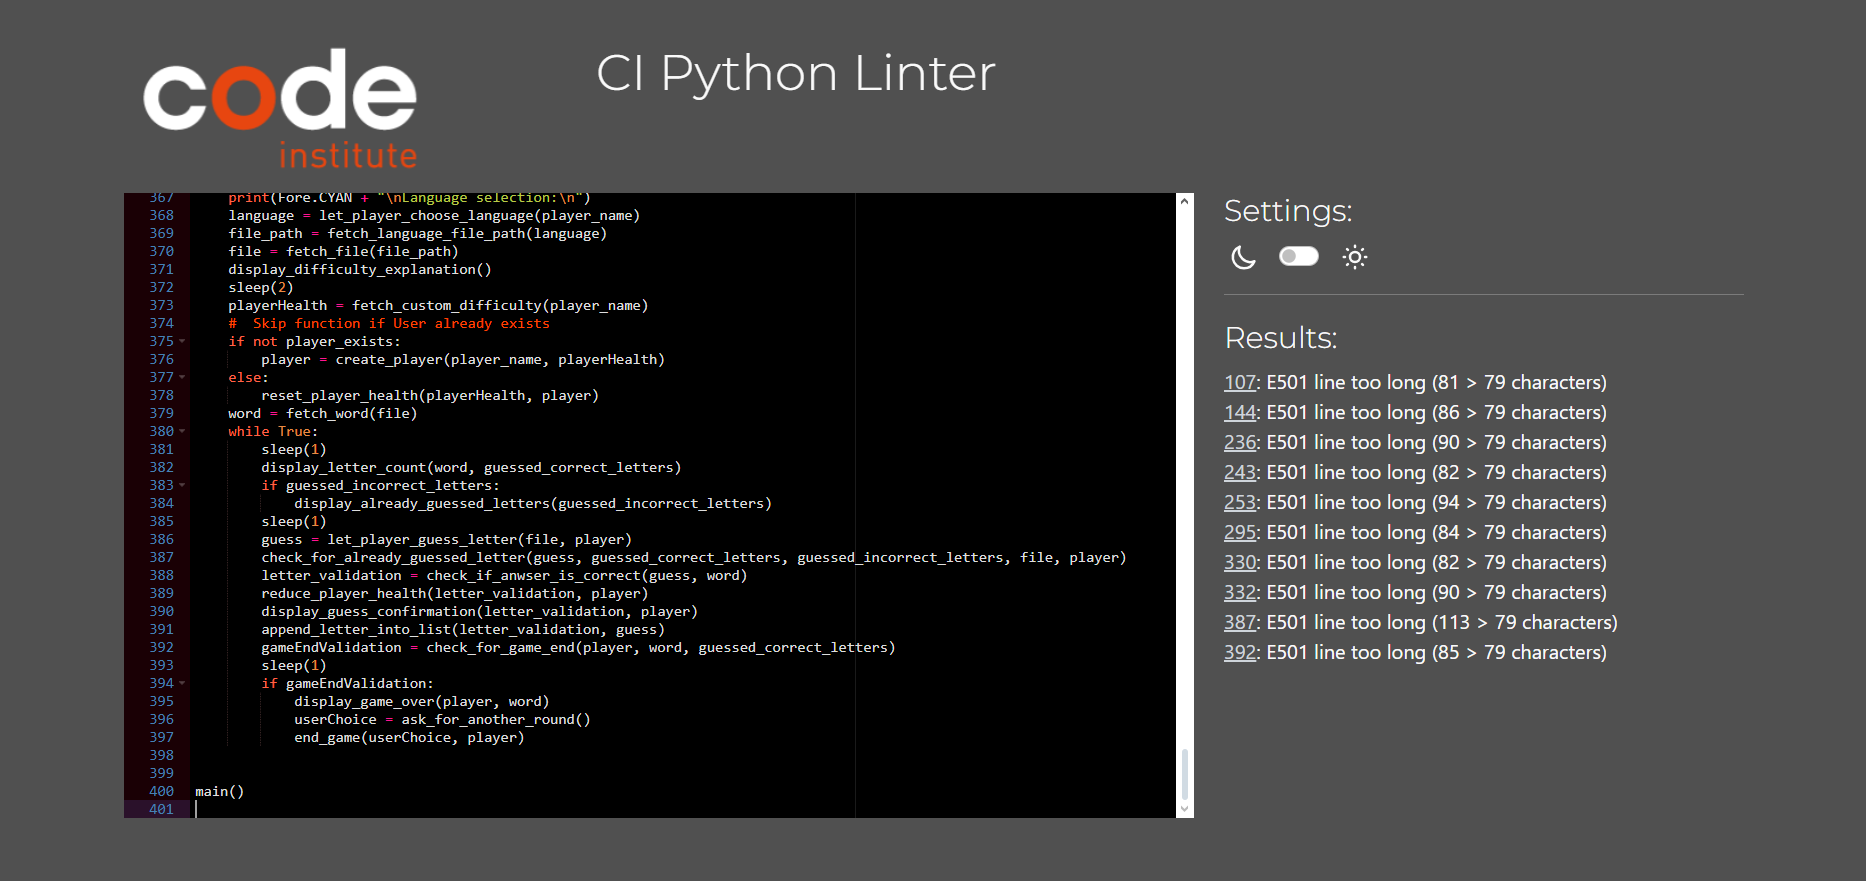 code
institute
CI Python Linter
367 print(Fore.CYAN + "\nLanguage selection:\n")
368 language = let_player_choose_language(player_name)
369 file_path = fetch_language_file_path(language)
370 file = fetch_file(file_path)
371 display_difficulty_explanation()
372 sleep(2)
373 playerHealth = fetch_custom_difficulty(player_name)
374 #  Skip function if User already exists
375 if not player_exists:
376 player = create_player(player_name, playerHealth)
377 else:
378 reset_player_health(playerHealth, player)
379 word = fetch_word(file)
380 while True:
381 sleep(1)
382 display_letter_count(word, guessed_correct_letters)
383 if guessed_incorrect_letters:
384 display_already_guessed_letters(guessed_incorrect_letters)
385 sleep(1)
386 guess = let_player_guess_letter(file, player)
387 check_for_already_guessed_letter(guess, guessed_correct_letters, guessed_incorrect_letters, file, player)
388 letter_validation = check_if_anwser_is_correct(guess, word)
389 reduce_player_health(letter_validation, player)
390 display_guess_confirmation(letter_validation, player)
391 append_letter_into_list(letter_validation, guess)
392 gameEndValidation = check_for_game_end(player, word, guessed_correct_letters)
393 sleep(1)
394 if gameEndValidation:
395 display_game_over(player, word)
396 userChoice = ask_for_another_round()
397 end_game(userChoice, player)
398
399
400 main()
401
Settings:
Results:
107: E501 line too long (81 > 79 characters)
144: E501 line too long (86 > 79 characters)
236: E501 line too long (90 > 79 characters)
243: E501 line too long (82 > 79 characters)
253: E501 line too long (94 > 79 characters)
295: E501 line too long (84 > 79 characters)
330: E501 line too long (82 > 79 characters)
332: E501 line too long (90 > 79 characters)
387: E501 line too long (113 > 79 characters)
392: E501 line too long (85 > 79 characters)